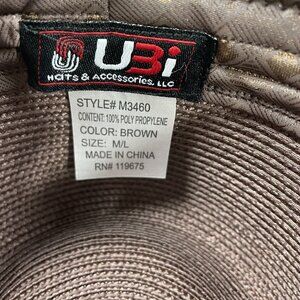 UBi
HATS & ACCESSORIES, LLC
STYLE# M3460
CONTENT: 100% POLY PROPYLENE
COLOR: BROWN
SIZE: M/L
MADE IN CHINA
RN# 119675